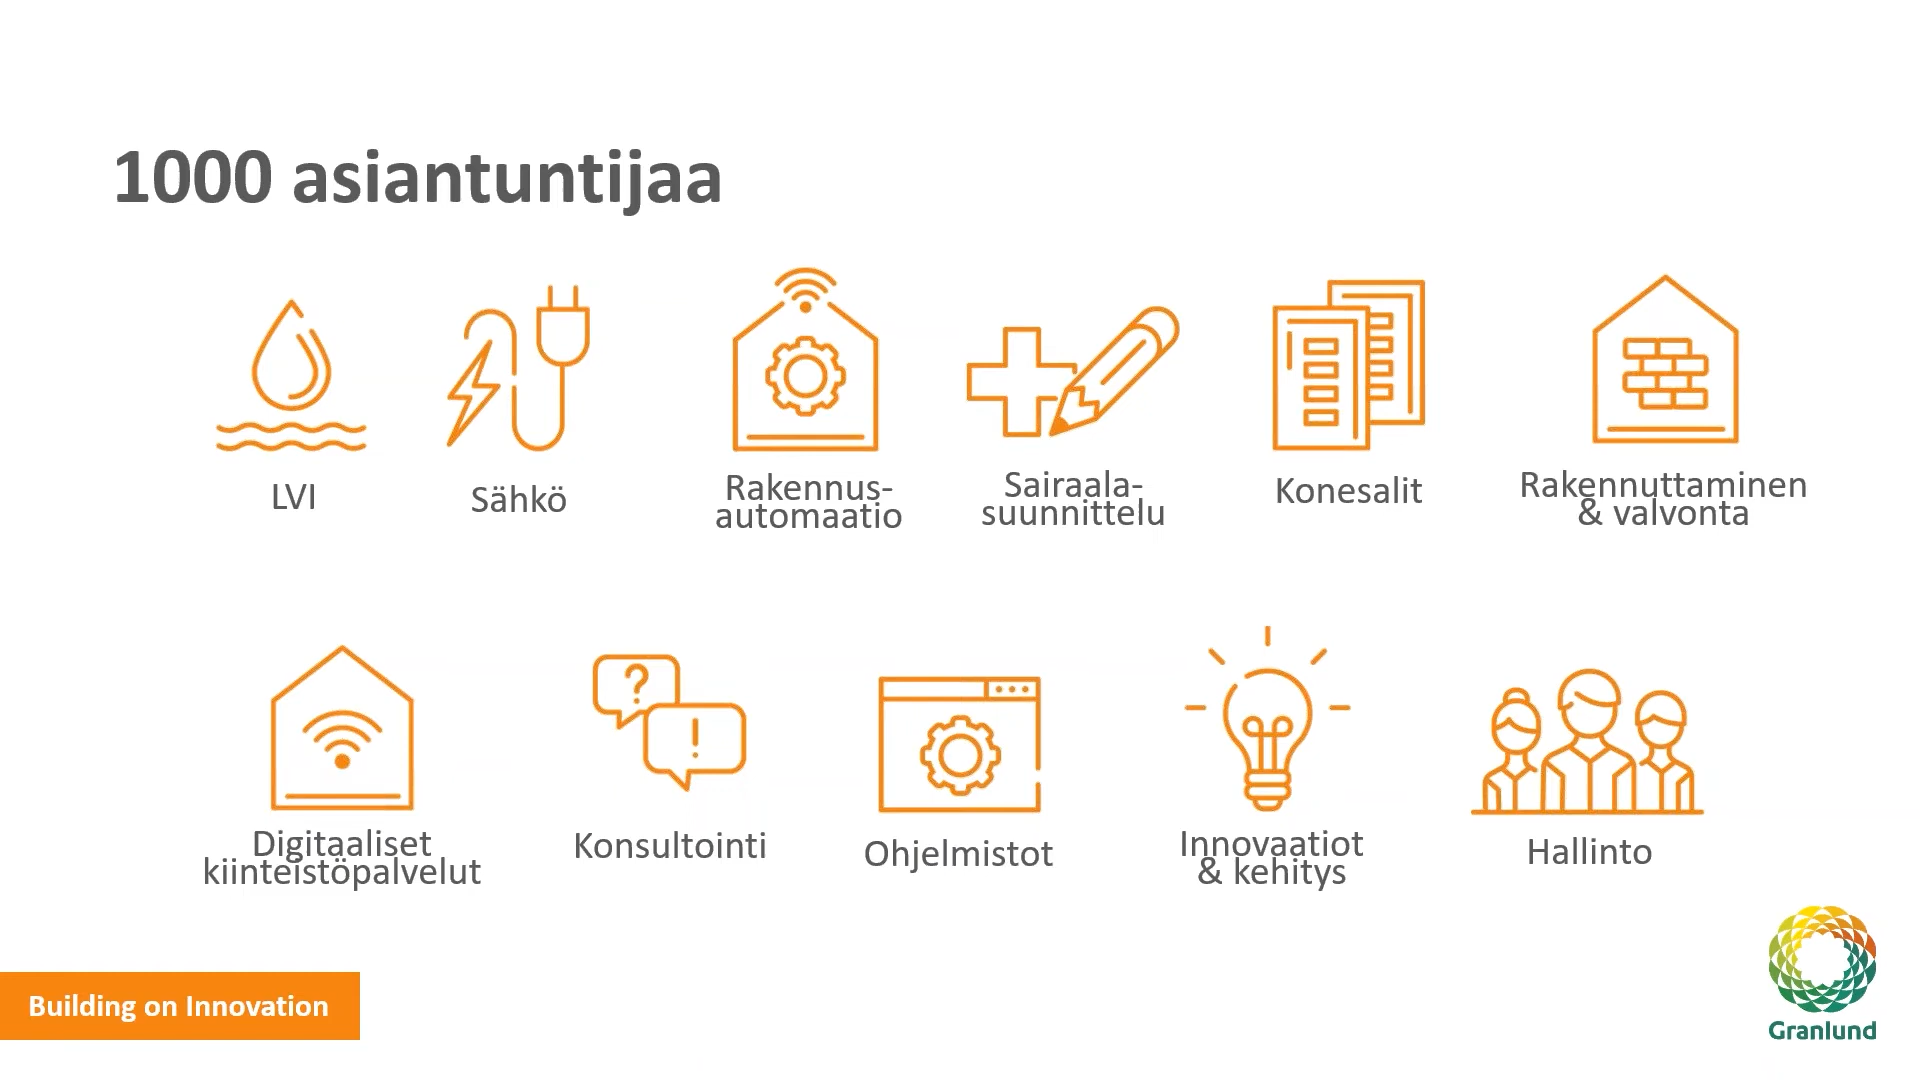 1000 asiantuntijaa
LVI
Sähkö
Rakennus-
automaatio
Sairaala-
suunnittelu
Konesalit
Rakennuttaminen
& valvonta
Digitaaliset
kiinteistöpalvelut
?
!
Konsultointi
Ohjelmistot
Innovaatiot
& kehitys
Hallinto
Building on Innovation
Granlund